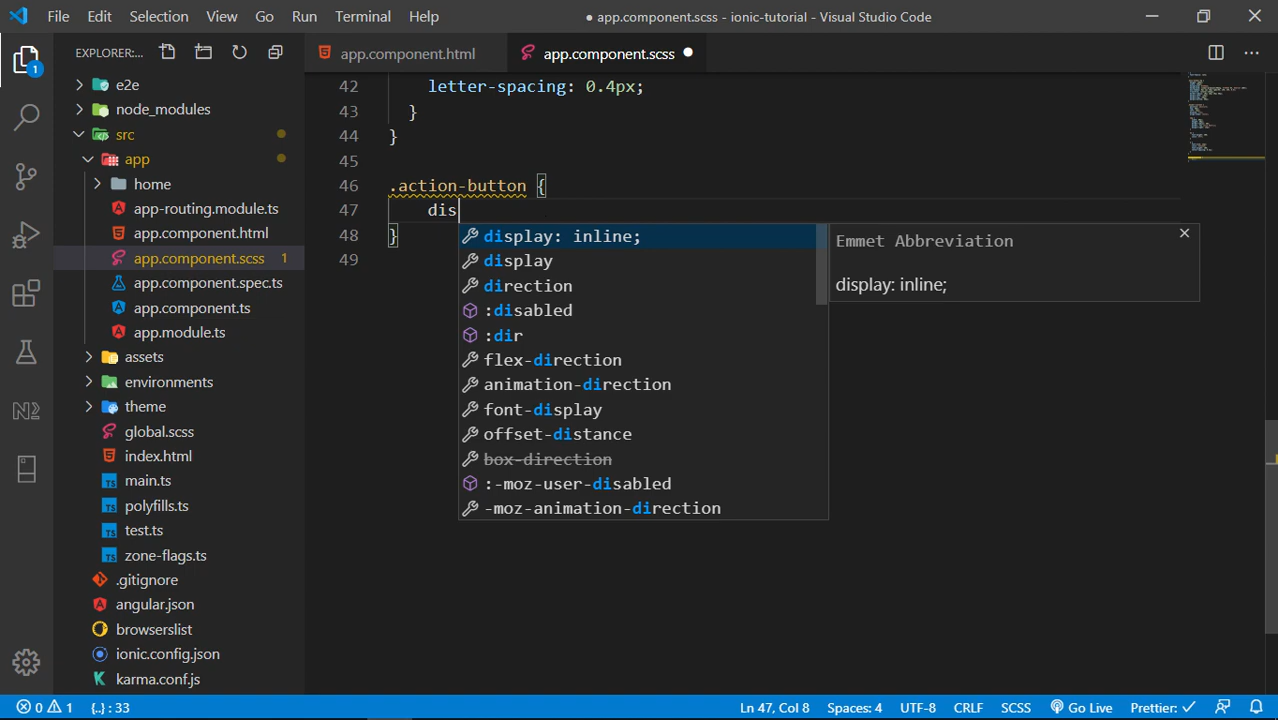 File Edit Selection View Go Run Terminal Help
● app.component.scss - ionic-tutorial - Visual Studio Code
EXPLORER:...
app.component.html
app.component.scss ●
1
e2e
node_modules
src
app
home
app-routing.module.ts
app.component.html
app.component.scss 1
app.component.spec.ts
app.component.ts
app.module.ts
assets
environments
theme
global.scss
index.html
main.ts
polyfills.ts
test.ts
zone-flags.ts
.gitignore
angular.json
browserslist
ionic.config.json
karma.conf.js
42 letter-spacing: 0.4px;
43 }
44 }
45
46 .action-button {
47 dis
48 }
49
display: inline;
display
direction
:disabled
:dir
flex-direction
animation-direction
font-display
offset-distance
box-direction
:-moz-user-disabled
-moz-animation-direction
Emmet Abbreviation
display: inline;
0 1 {..} : 33 Ln 47, Col 8 Spaces: 4 UTF-8 CRLF SCSS Go Live Prettier: ✓